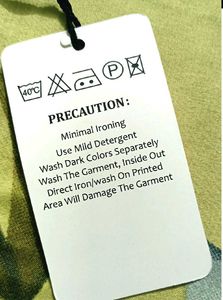 40°C P
PRECAUTION:
Minimal Ironing
Use Mild Detergent
Wash Dark Colors Separately
Wash The Garment, Inside Out
Direct Iron/wash On Printed
Area Will Damage The Garment